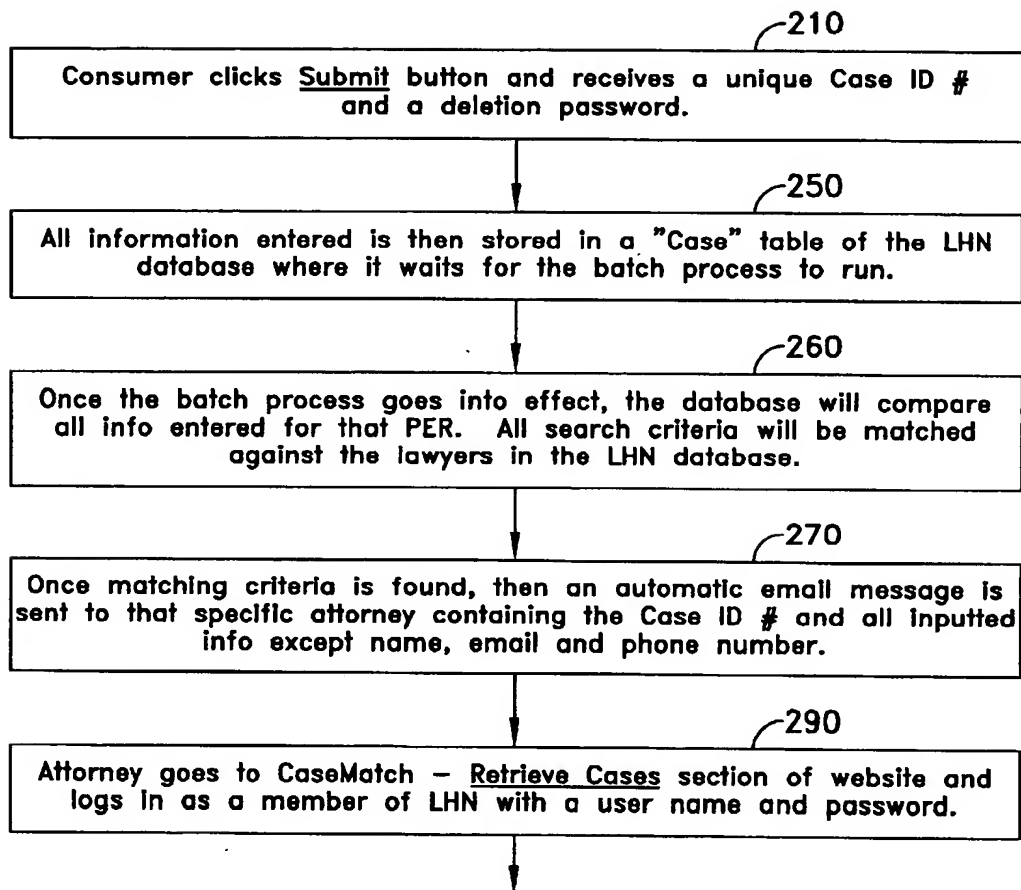 210
Consumer clicks Submit button and receives a unique Case ID #
and a deletion password.
250
All information entered is then stored in a "Case" table of the LHN
database where it waits for the batch process to run.
260
Once the batch process goes into effect, the database will compare
all info entered for that PER. All search criteria will be matched
against the lawyers in the LHN database.
270
Once matching criteria is found, then an automatic email message is
sent to that specific attorney containing the Case ID # and all inputted
info except name, email and phone number.
290
Attorney goes to CaseMatch – Retrieve Cases section of website and
logs in as a member of LHN with a user name and password.